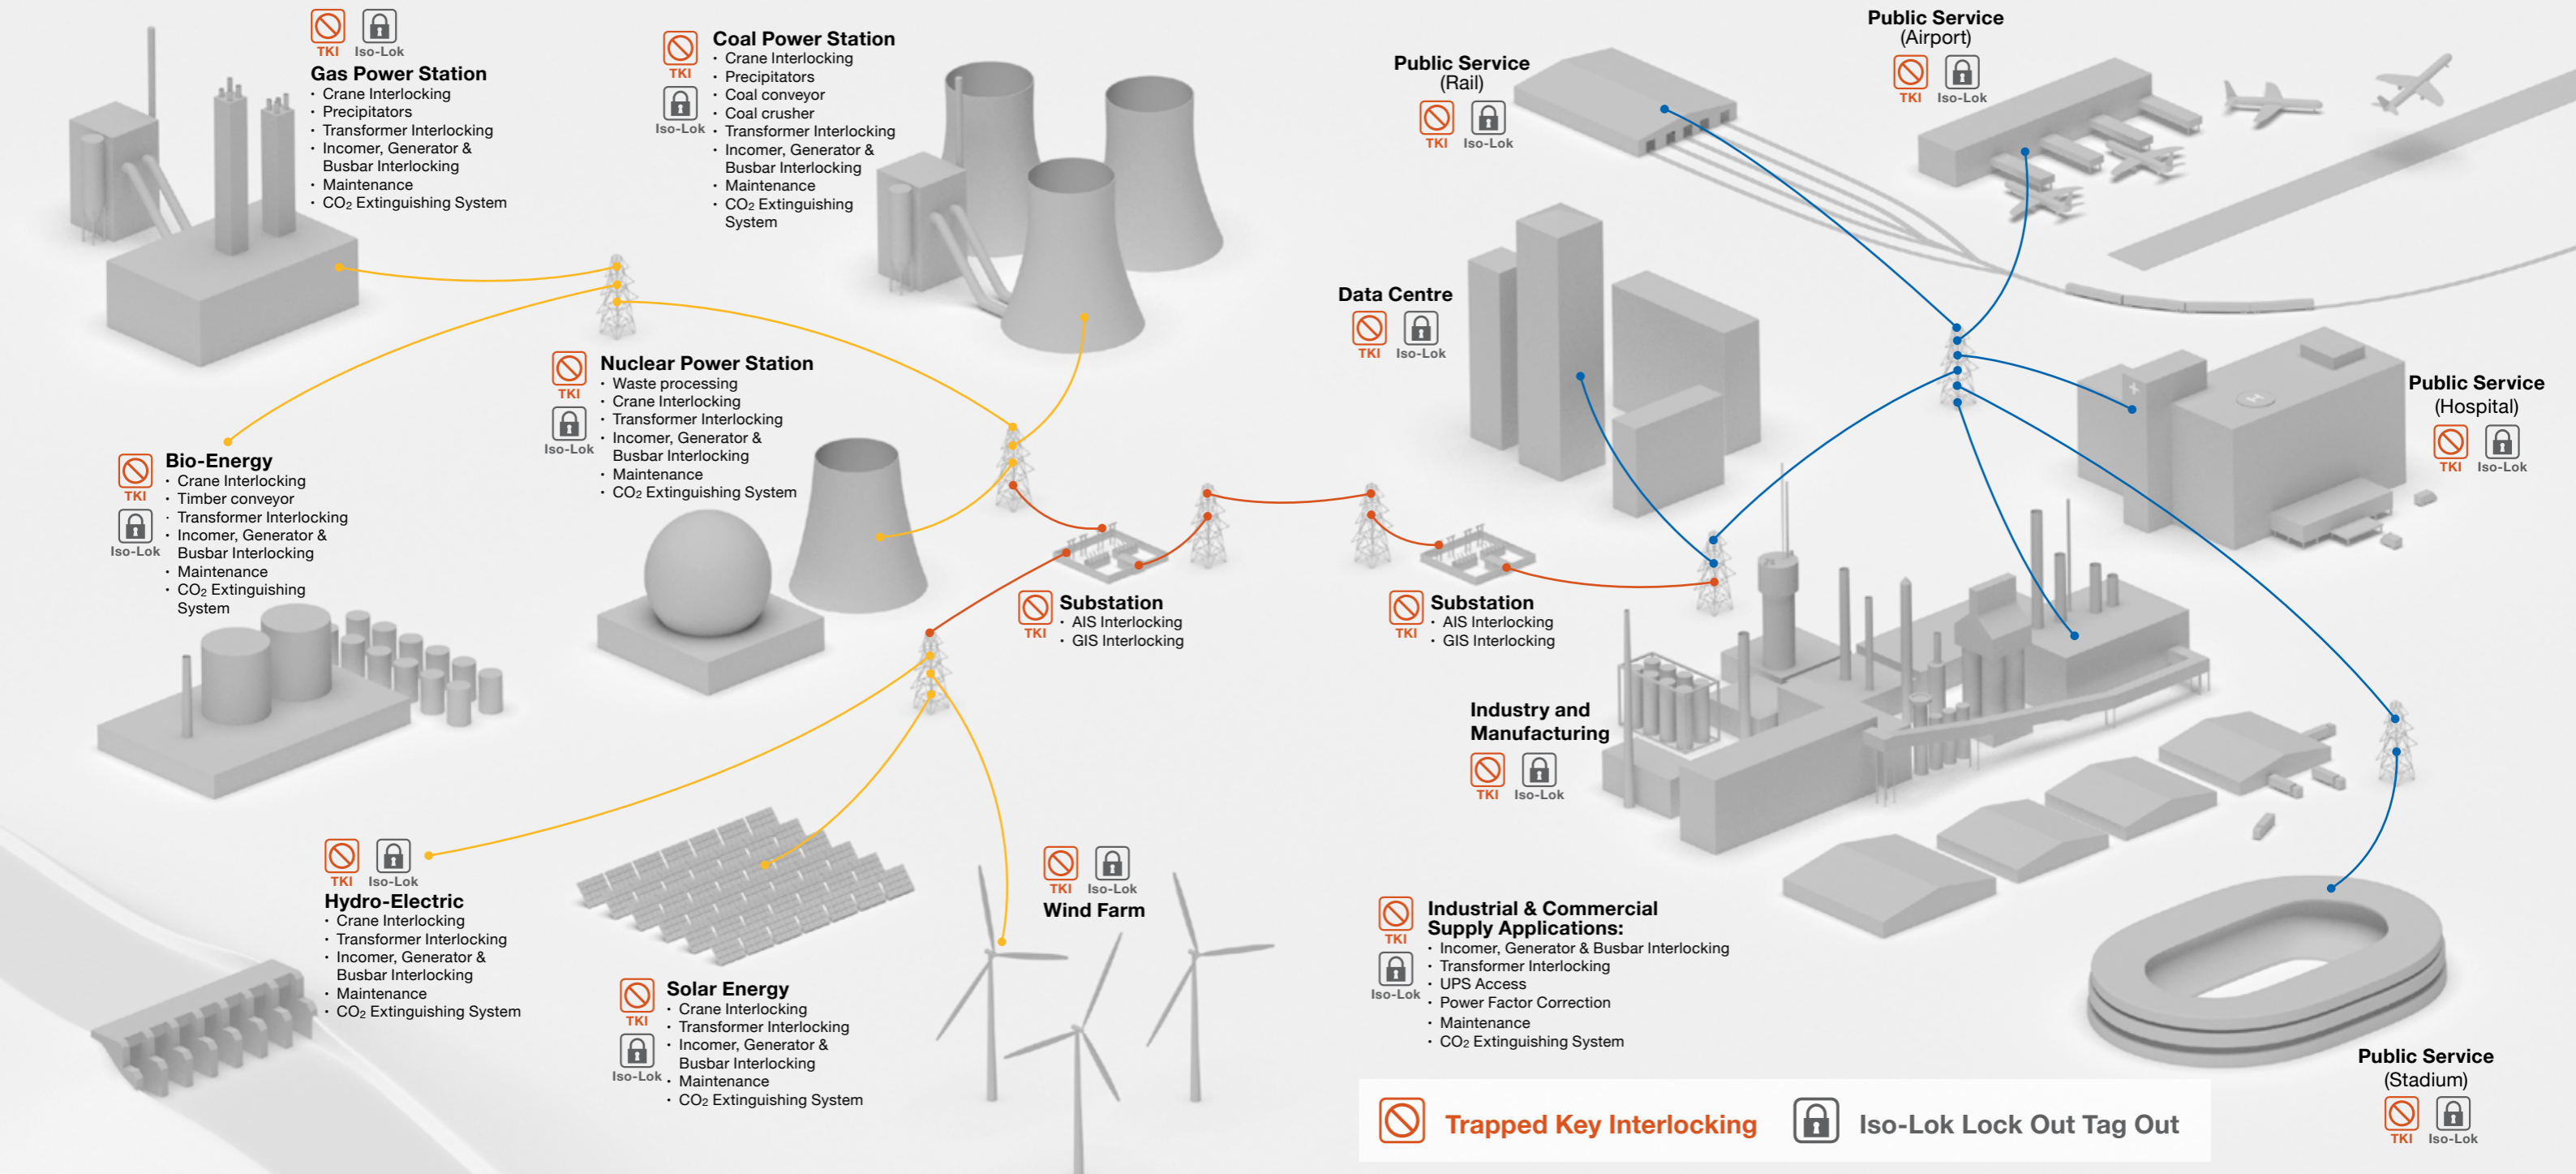 TKI Iso-Lok
Gas Power Station
· Crane Interlocking
· Precipitators
· Transformer Interlocking
· Incomer, Generator &
Busbar Interlocking
· Maintenance
· CO₂ Extinguishing System
TKI
Iso-Lok
Coal Power Station
· Crane Interlocking
· Precipitators
· Coal conveyor
· Coal crusher
· Transformer Interlocking
· Incomer, Generator &
Busbar Interlocking
· Maintenance
· CO₂ Extinguishing
System
TKI
Iso-Lok
Nuclear Power Station
· Waste processing
· Crane Interlocking
· Transformer Interlocking
· Incomer, Generator &
Busbar Interlocking
· Maintenance
· CO₂ Extinguishing System
TKI
Iso-Lok
Bio-Energy
· Crane Interlocking
· Timber conveyor
· Transformer Interlocking
· Incomer, Generator &
Busbar Interlocking
· Maintenance
· CO₂ Extinguishing
System
TKI
Substation
· AIS Interlocking
· GIS Interlocking
TKI Iso-Lok
Hydro-Electric
· Crane Interlocking
· Transformer Interlocking
· Incomer, Generator &
Busbar Interlocking
· Maintenance
· CO₂ Extinguishing System
TKI
Iso-Lok
Solar Energy
· Crane Interlocking
· Transformer Interlocking
· Incomer, Generator &
Busbar Interlocking
· Maintenance
· CO₂ Extinguishing System
TKI Iso-Lok
Wind Farm
Public Service
(Rail)
TKI Iso-Lok
Public Service
(Airport)
TKI Iso-Lok
Data Centre
TKI Iso-Lok
Public Service
(Hospital)
TKI Iso-Lok
H
TKI
Substation
· AIS Interlocking
· GIS Interlocking
Industry and
Manufacturing
TKI Iso-Lok
TKI
Iso-Lok
Industrial & Commercial
Supply Applications:
· Incomer, Generator & Busbar Interlocking
· Transformer Interlocking
· UPS Access
· Power Factor Correction
· Maintenance
· CO₂ Extinguishing System
Public Service
(Stadium)
TKI Iso-Lok
Trapped Key Interlocking
Iso-Lok Lock Out Tag Out